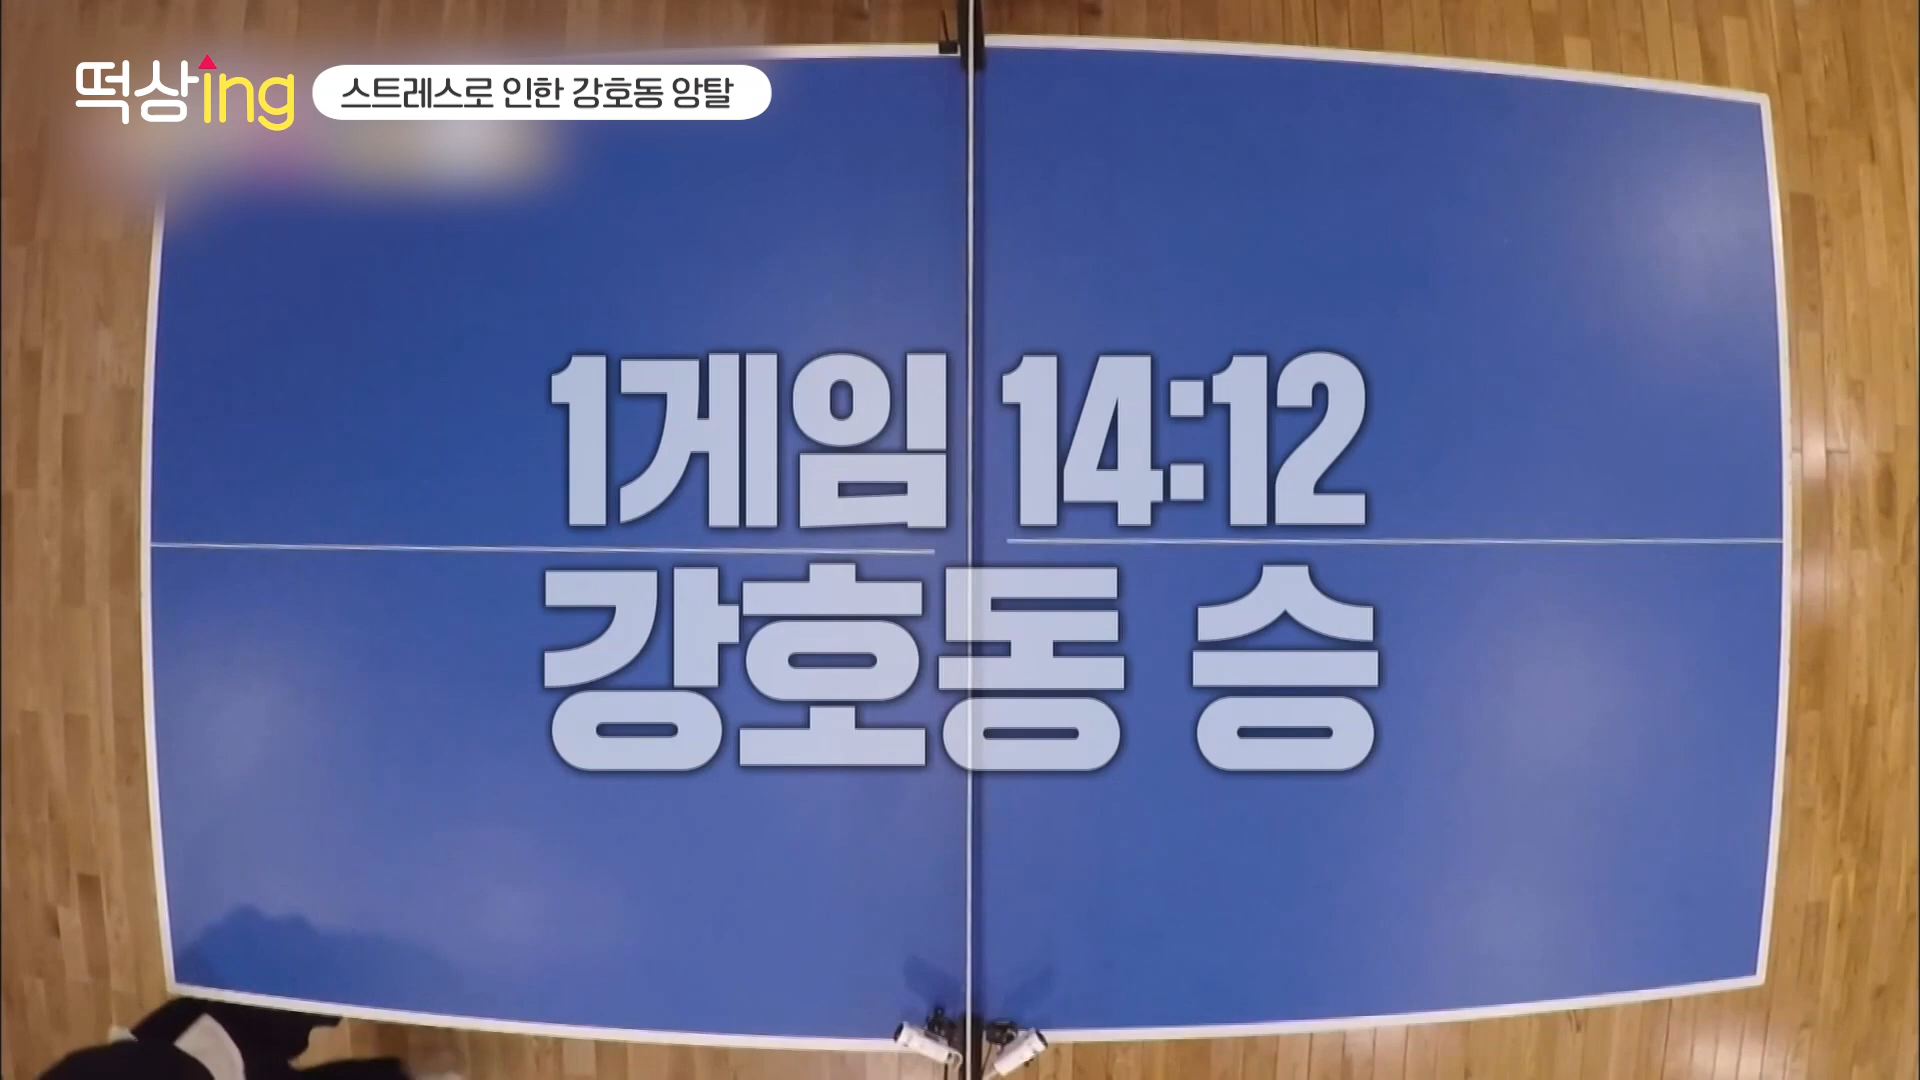 떡상ing 스트레스로 인한 강호동 앙탈
1게임 14:12
강호동 승